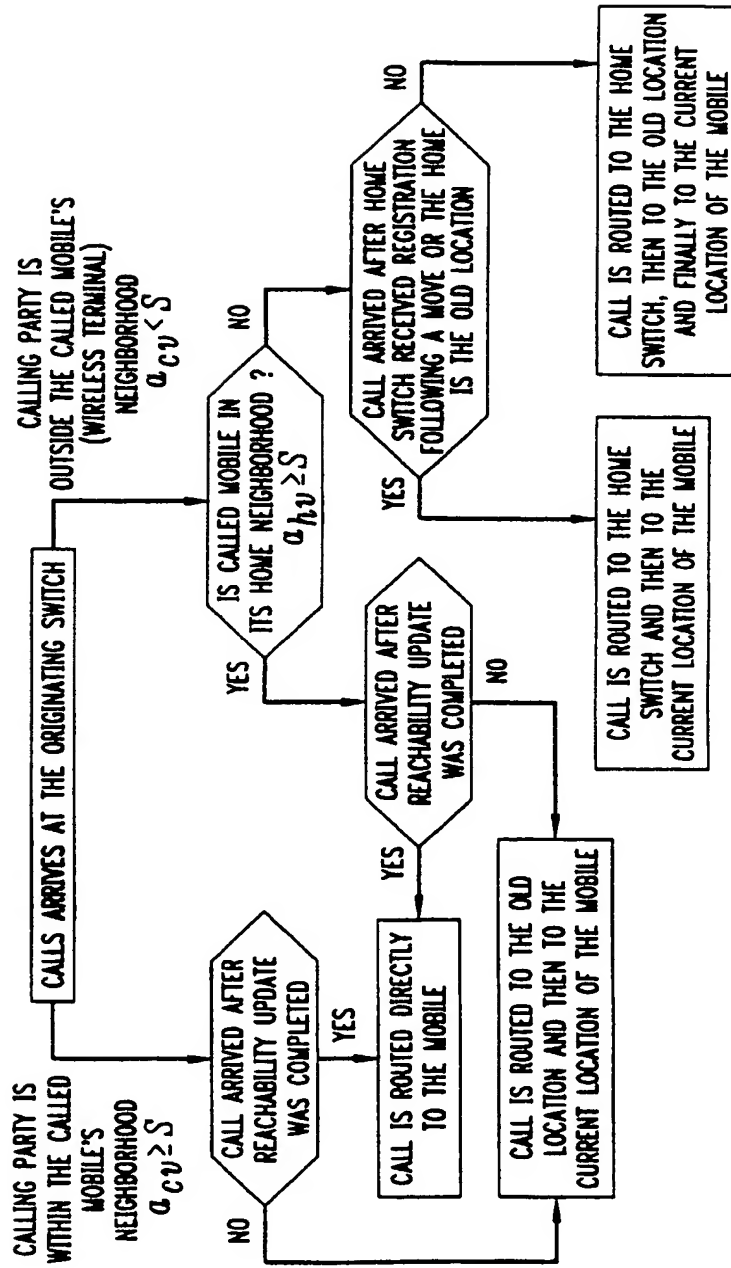 CALLS ARRIVES AT THE ORIGINATING SWITCH
CALLING PARTY IS
WITHIN THE CALLED
MOBILE'S
NEIGHBORHOOD
a_cv ≥ S
CALLING PARTY IS
OUTSIDE THE CALLED MOBILE'S
(WIRELESS TERMINAL)
NEIGHBORHOOD
a_cv < S
CALL ARRIVED AFTER
REACHABILITY UPDATE
WAS COMPLETED
NO
YES
IS CALLED MOBILE IN
ITS HOME NEIGHBORHOOD ?
a_hv ≥ S
YES
NO
CALL ARRIVED AFTER
REACHABILITY UPDATE
WAS COMPLETED
YES
NO
CALL ARRIVED AFTER HOME
SWITCH RECEIVED REGISTRATION
FOLLOWING A MOVE OR THE HOME
IS THE OLD LOCATION
YES
NO
CALL IS ROUTED DIRECTLY
TO THE MOBILE
CALL IS ROUTED TO THE OLD
LOCATION AND THEN TO THE
CURRENT LOCATION OF THE MOBILE
CALL IS ROUTED TO THE HOME
SWITCH AND THEN TO THE
CURRENT LOCATION OF THE MOBILE
CALL IS ROUTED TO THE HOME
SWITCH, THEN TO THE OLD LOCATION
AND FINALLY TO THE CURRENT
LOCATION OF THE MOBILE